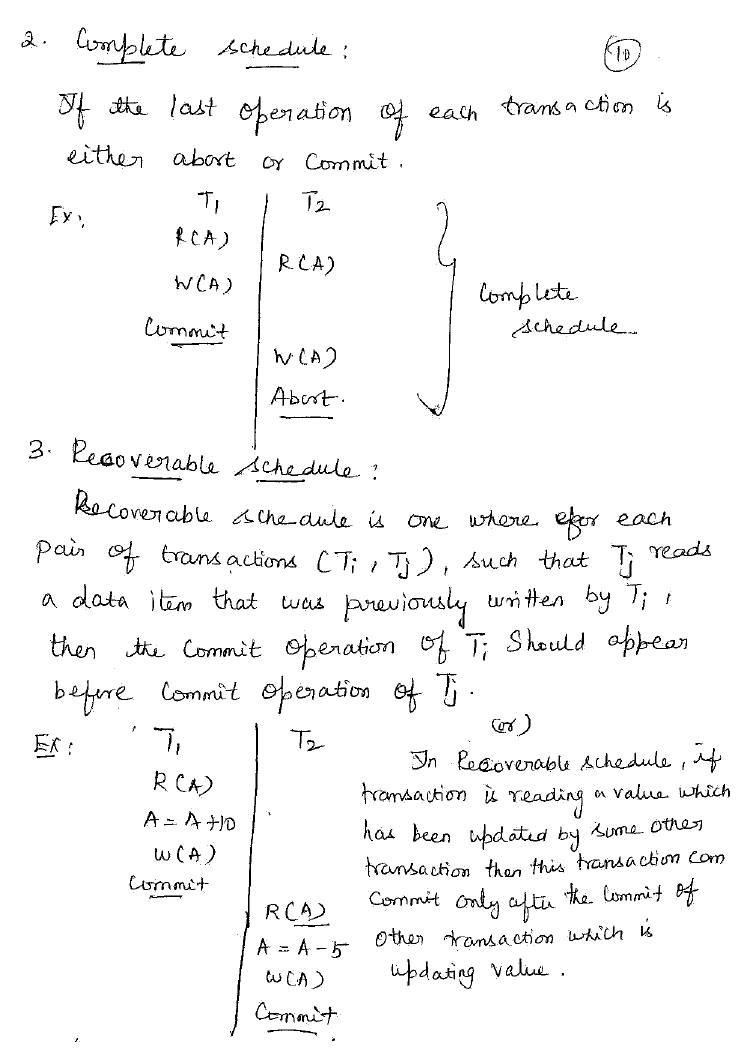 2. Complete schedule :
10
If the last operation of each transaction is
either abort or Commit .
Ex:
T1 T2
R(A)
R(A)
W(A)
Complete
Commit
schedule
W(A)
Abort.
3. Recoverable schedule :
Recoverable schedule is one where for each
pair of transactions (Ti , Tj), such that Tj reads
a data item that was previously written by Ti ,
then the Commit operation of Ti Should appear
before Commit operation of Tj .
Ex :
T1 T2
R(A)
A = A+10
W(A)
Commit
R(A)
A = A - 5
W(A)
Commit
(or)
In Recoverable schedule, if
transaction is reading a value which
has been updated by some other
transaction then this transaction can
Commit only after the Commit of
Other transaction which is
updating value .